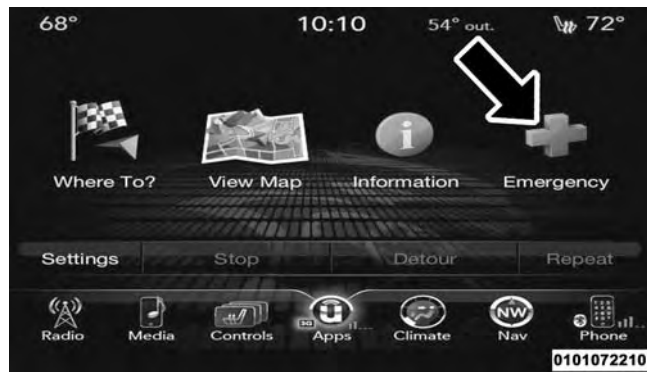 68° 10:10 54° out. 72°
Where To? View Map Information Emergency
Settings Stop Detour Repeat
3G NW
Radio Media Controls Apps Climate Nav Phone
0101072210